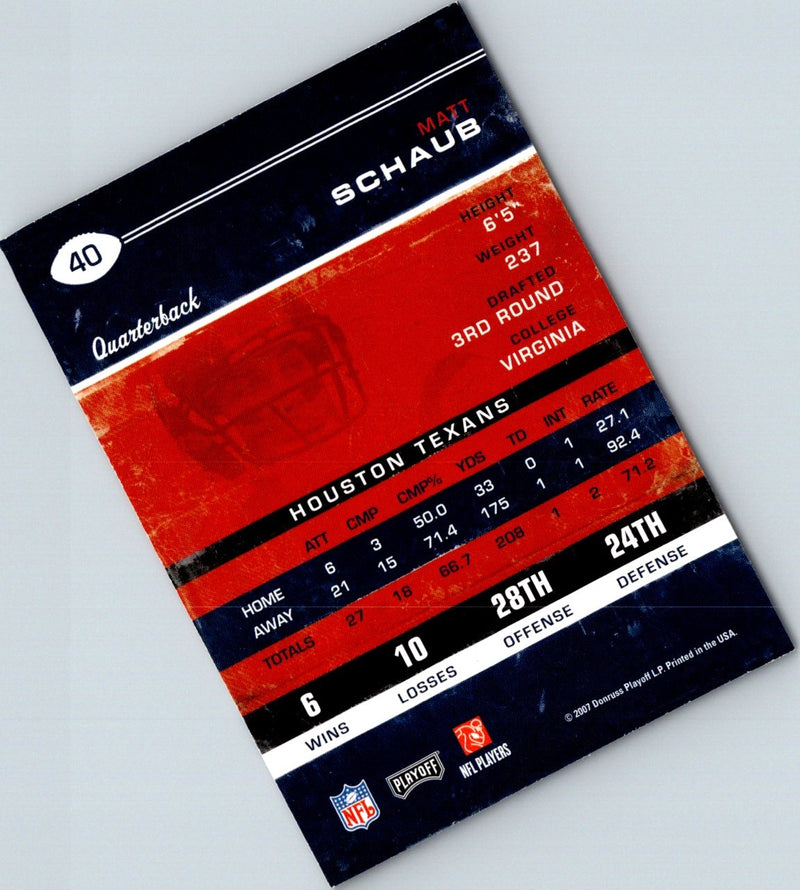 40
MATT
SCHAUB
Quarterback
HEIGHT
6'5"
WEIGHT
237
DRAFTED
3RD ROUND
COLLEGE
VIRGINIA
HOUSTON TEXANS
ATT CMP CMP% YDS TD INT RATE
HOME 6 3 50.0 33 0 1 27.1
AWAY 21 15 71.4 175 1 1 92.4
TOTALS 27 18 66.7 208 1 2 71.2
6 10 28TH 24TH
WINS LOSSES OFFENSE DEFENSE
NFL PLAYOFF NFL PLAYERS
© 2007 Donruss Playoff L.P. Printed in the USA.